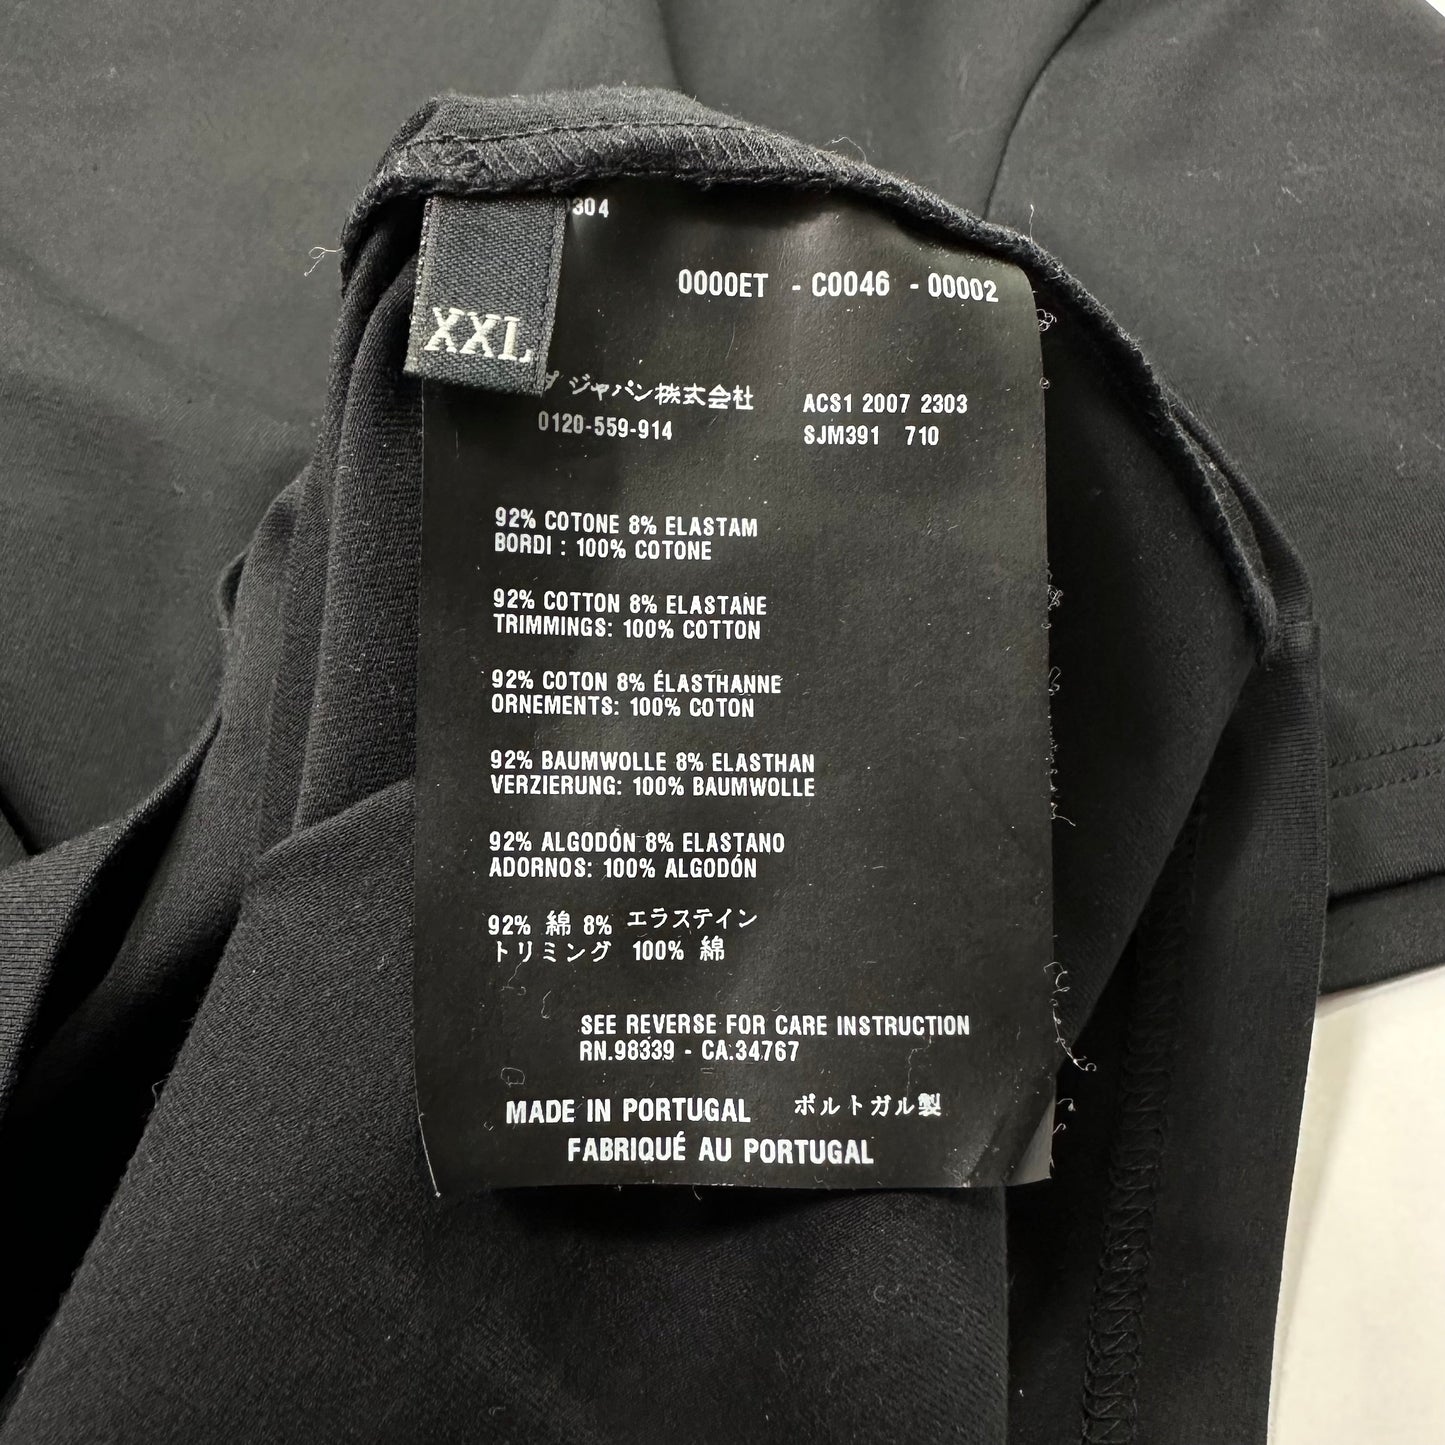 304
0000ET - C0046 - 00002
XXL
ジャパン株式会社
0120-559-914
ACS1 2007 2303
SJM391 710
92% COTONE 8% ELASTAM
BORDI : 100% COTONE
92% COTTON 8% ELASTANE
TRIMMINGS: 100% COTTON
92% COTON 8% ÉLASTHANNE
ORNEMENTS: 100% COTON
92% BAUMWOLLE 8% ELASTHAN
VERZIERUNG: 100% BAUMWOLLE
92% ALGODÓN 8% ELASTANO
ADORNOS: 100% ALGODÓN
92% 綿 8% エラステイン
トリミング 100% 綿
SEE REVERSE FOR CARE INSTRUCTION
RN.98339 - CA.34767
MADE IN PORTUGAL ポルトガル製
FABRIQUÉ AU PORTUGAL